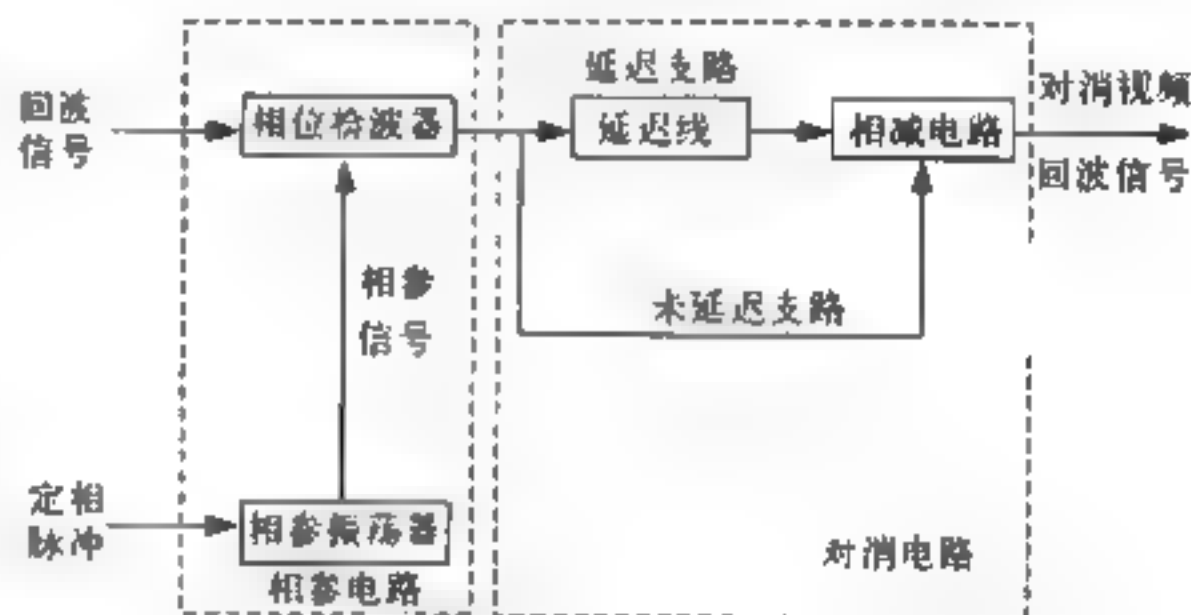 延迟支路
回波
信号
相位检波器
延迟线
相减电路
对消视频
回波信号
相参
信号
未延迟支路
定相
脉冲
相参振荡器
相参电路
对消电路